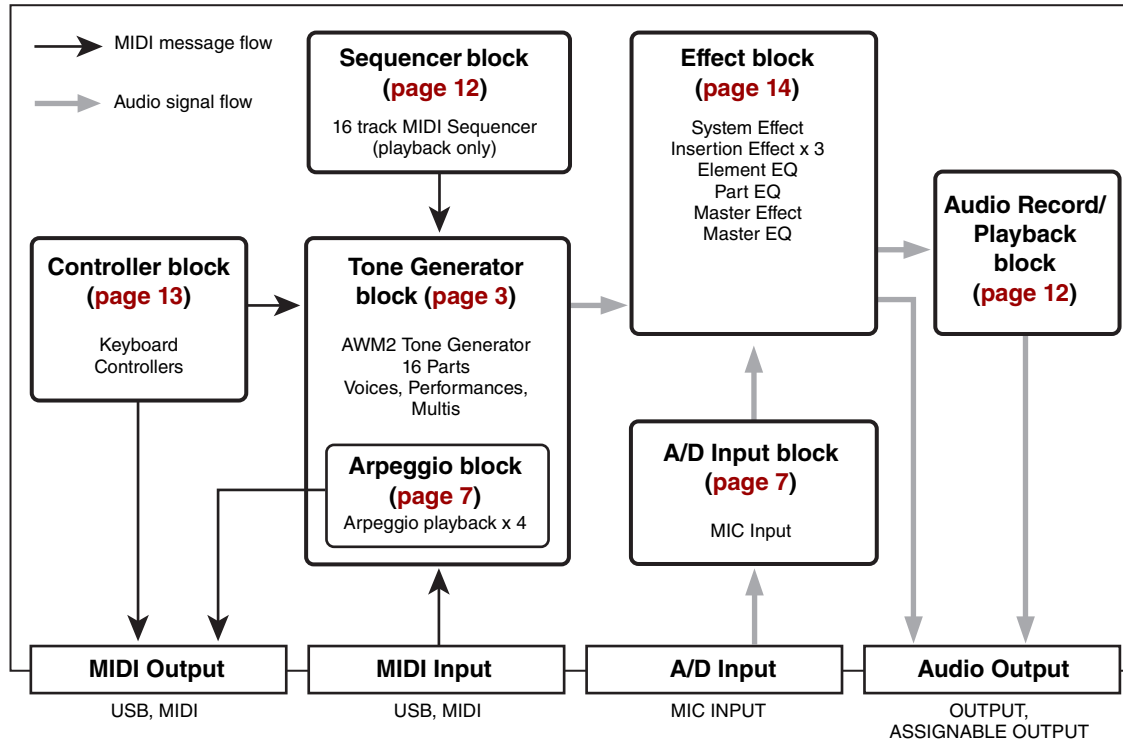 MIDI message flow
Audio signal flow
Sequencer block
(page 12)
16 track MIDI Sequencer
(playback only)
Effect block
(page 14)
System Effect
Insertion Effect x 3
Element EQ
Part EQ
Master Effect
Master EQ
Audio Record/
Playback
block
(page 12)
Controller block
(page 13)
Keyboard
Controllers
Tone Generator
block (page 3)
AWM2 Tone Generator
16 Parts
Voices, Performances,
Multis
Arpeggio block
(page 7)
Arpeggio playback x 4
A/D Input block
(page 7)
MIC Input
MIDI Output
MIDI Input
A/D Input
Audio Output
USB, MIDI
USB, MIDI
MIC INPUT
OUTPUT,
ASSIGNABLE OUTPUT